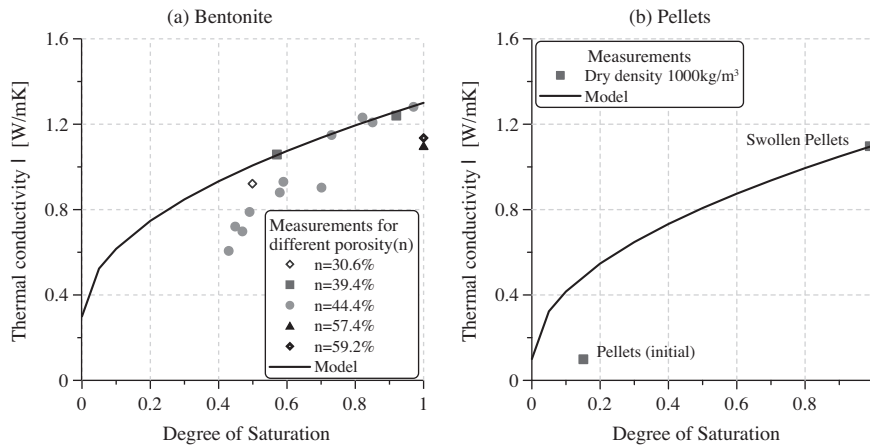 (a) Bentonite
1.6
1.2
0.8
0.4
0
Thermal conductivity l [W/mK]
0
0.2
0.4
0.6
0.8
1
Degree of Saturation
Measurements for
different porosity(n)
n=30.6%
n=39.4%
n=44.4%
n=57.4%
n=59.2%
Model
(b) Pellets
1.6
1.2
0.8
0.4
0
Thermal conductivity l [W/mK]
0
0.2
0.4
0.6
0.8
Degree of Saturation
Measurements
Dry density 1000kg/m³
Model
Swollen Pellets
Pellets (initial)